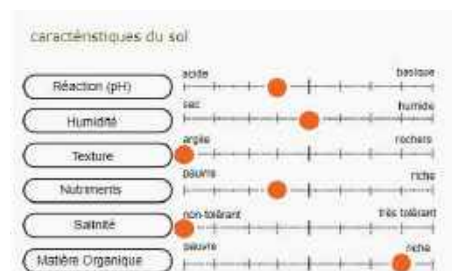 caractéristiques du sol
Réaction (pH) acide basique
Humidité sec humide
Texture argile rochers
Nutriments pauvre riche
Salinité non-tolérant très tolérant
Matière Organique pauvre riche